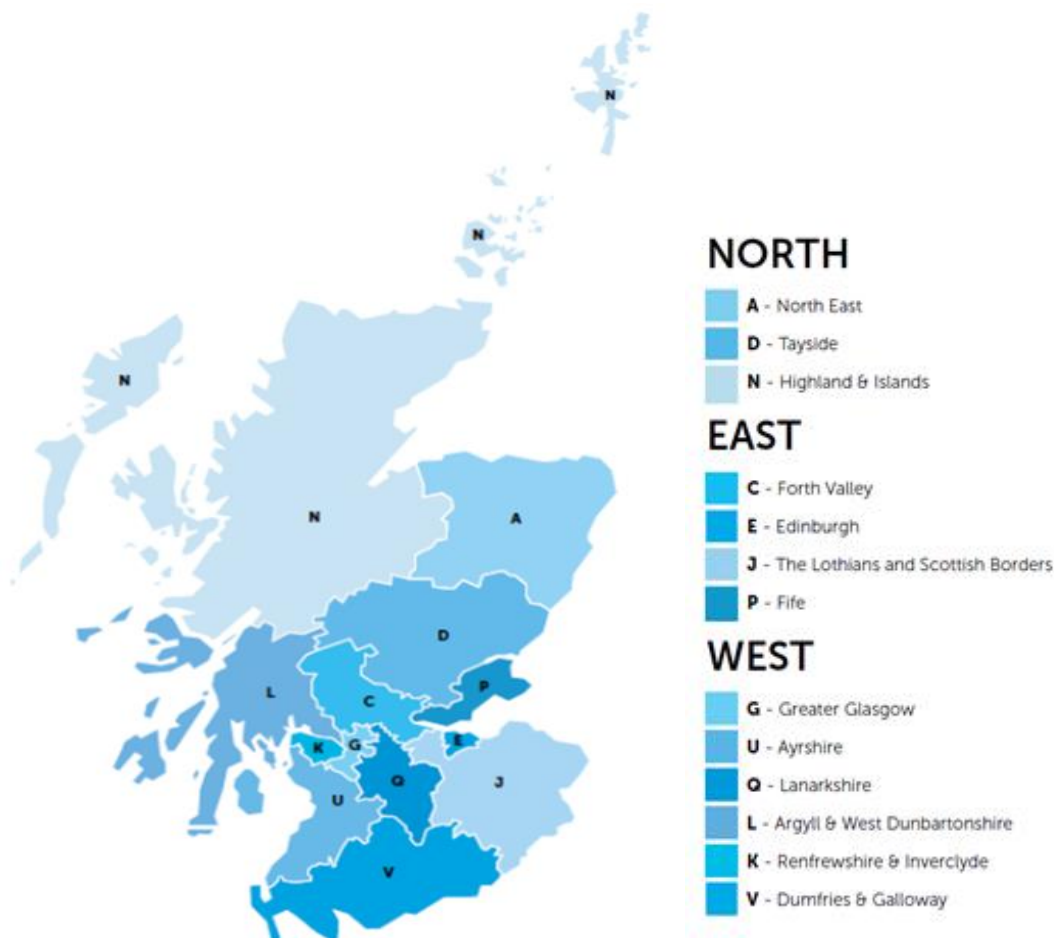 N
N
NORTH
A - North East
D - Tayside
N - Highland & Islands
N
EAST
C - Forth Valley
E - Edinburgh
J - The Lothians and Scottish Borders
P - Fife
N
A
D
WEST
G - Greater Glasgow
U - Ayrshire
Q - Lanarkshire
L - Argyll & West Dunbartonshire
K - Renfrewshire & Inverclyde
V - Dumfries & Galloway
P
L
C
E
G
K
Q
J
U
V